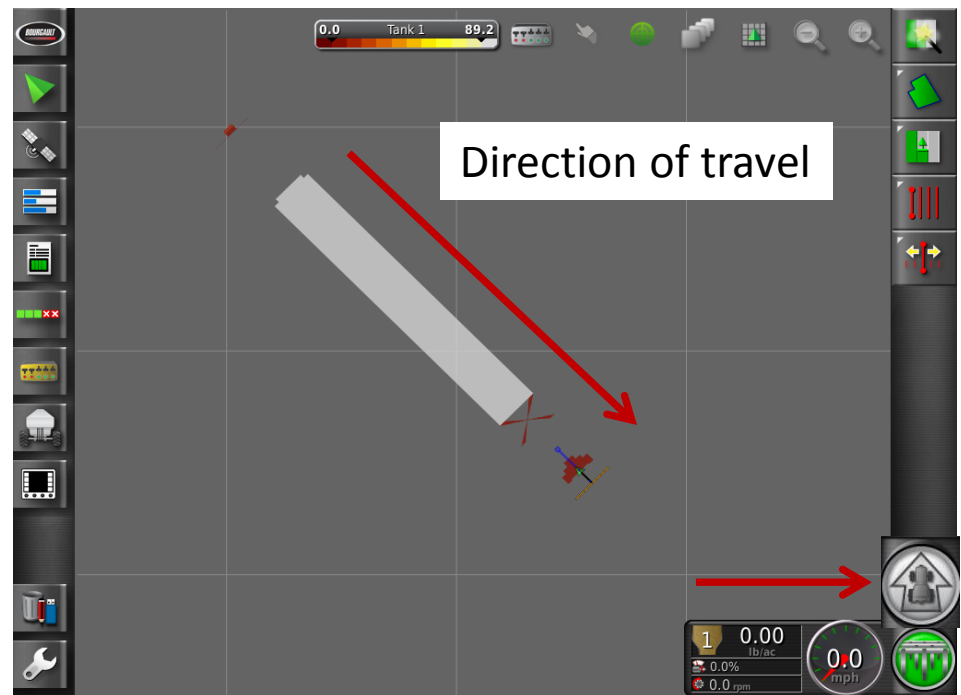 BOURGAULT
0.0 Tank 1 89.2
Direction of travel
1 0.00
lb/ac
0.0%
0.0 rpm
0.0
mph